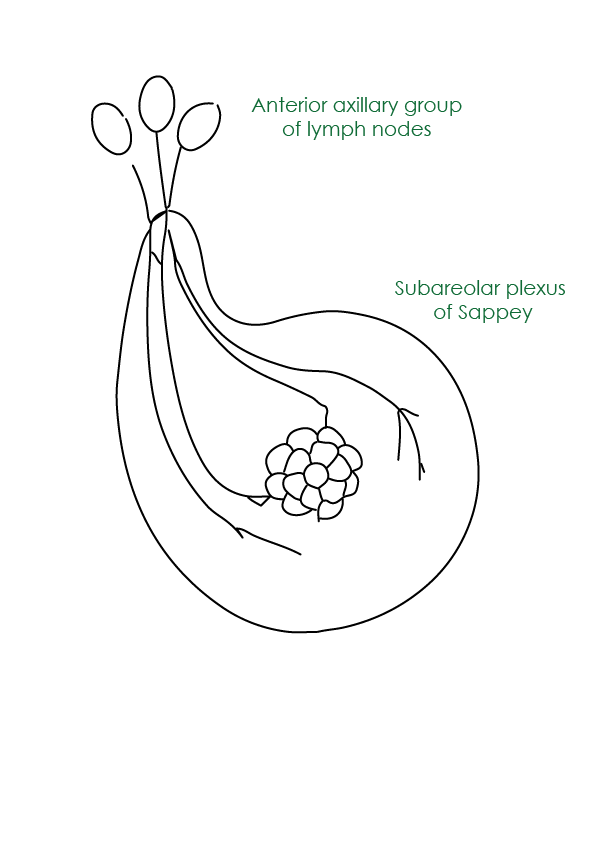 Anterior axillary group
of lymph nodes
Subareolar plexus
of Sappey